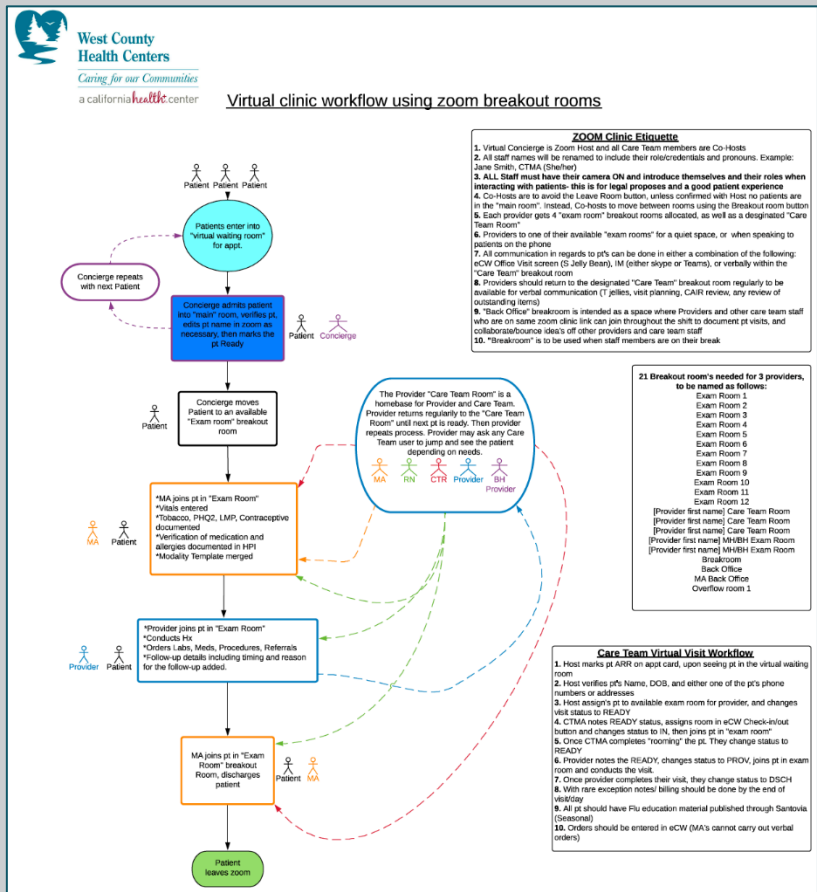 West County
Health Centers
Caring for our Communities
a california health center
Virtual clinic workflow using zoom breakout rooms
Patient Patient Patient
Patients enter into
"virtual waiting room"
for appt.
Concierge repeats
with next Patient
Concierge admits patient
into "main" room, verifies pt,
edits pt name in zoom as
necessary, then marks the
pt Ready
Patient
Concierge
Concierge moves
Patient to an available
"Exam room" breakout
room
Patient
The Provider "Care Team Room" is a
homebase for Provider and Care Team.
Provider returns regularily to the "Care Team
Room" until next pt is ready. Then provider
repeats process. Provider may ask any Care
Team user to jump and see the patient
depending on needs.
MA
RN
CTR
Provider
BH
Provider
*MA joins pt in "Exam Room"
*Vitals entered
*Tobacco, PHQ2, LMP, Contraceptive
documented
*Verification of medication and
allergies documented in HPI
*Modality Template merged
MA
Patient
*Provider joins pt in "Exam Room"
*Conducts Hx
*Orders Labs, Meds, Procedures, Referrals
*Follow-up details including timing and reason
for the follow-up added.
Provider
Patient
MA joins pt in "Exam
Room" breakout
Room, discharges
patient
Patient
MA
Patient
leaves zoom
ZOOM Clinic Etiquette
1. Virtual Concierge is Zoom Host and all Care Team members are Co-Hosts
2. All staff names will be renamed to include their role/credentials and pronouns. Example:
Jane Smith, CTMA (She/her)
3. ALL Staff must have their camera ON and introduce themselves and their roles when
interacting with patients- this is for legal proposes and a good patient experience
4. Co-Hosts are to avoid the Leave Room button, unless confirmed with Host no patients are
in the "main room". Instead, Co-hosts to move between rooms using the Breakout room button
5. Each provider gets 4 "exam room" breakout rooms allocated, as well as a desginated "Care
Team Room"
6. Providers to one of their available "exam rooms" for a quiet space, or when speaking to
patients on the phone
7. All communication in regards to pt's can be done in either a combination of the following:
eCW Office Visit screen (S Jelly Bean), IM (either skype or Teams), or verbally within the
"Care Team" breakout room
8. Providers should return to the designated "Care Team" breakout room regularly to be
available for verbal communication (T jellies, visit planning, CAIR review, any review of
outstanding items)
9. "Back Office" breakroom is intended as a space where Providers and other care team staff
who are on same zoom clinic link can join throughout the shift to document pt visits, and
collaborate/bounce idea's off other providers and care team staff
10. "Breakroom" is to be used when staff members are on their break
21 Breakout room's needed for 3 providers,
to be named as follows:
Exam Room 1
Exam Room 2
Exam Room 3
Exam Room 4
Exam Room 5
Exam Room 6
Exam Room 7
Exam Room 8
Exam Room 9
Exam Room 10
Exam Room 11
Exam Room 12
[Provider first name] Care Team Room
[Provider first name] Care Team Room
[Provider first name] Care Team Room
[Provider first name] MH/BH Exam Room
[Provider first name] MH/BH Exam Room
Breakroom
Back Office
MA Back Office
Overflow room 1
Care Team Virtual Visit Workflow
1. Host marks pt ARR on appt card, upon seeing pt in the virtual waiting
room
2. Host verifies pt's Name, DOB, and either one of the pt's phone
numbers or addresses
3. Host assign's pt to available exam room for provider, and changes
visit status to READY
4. CTMA notes READY status, assigns room in eCW Check-in/out
button and changes status to IN, then joins pt in "exam room"
5. Once CTMA completes "rooming" the pt. They change status to
READY
6. Provider notes the READY, changes status to PROV, joins pt in exam
room and conducts the visit.
7. Once provider completes their visit, they change status to DSCH
8. With rare exception notes/ billing should be done by the end of
visit/day
9. All pt should have Flu education material published through Santovia
(Seasonal)
10. Orders should be entered in eCW (MA's cannot carry out verbal
orders)